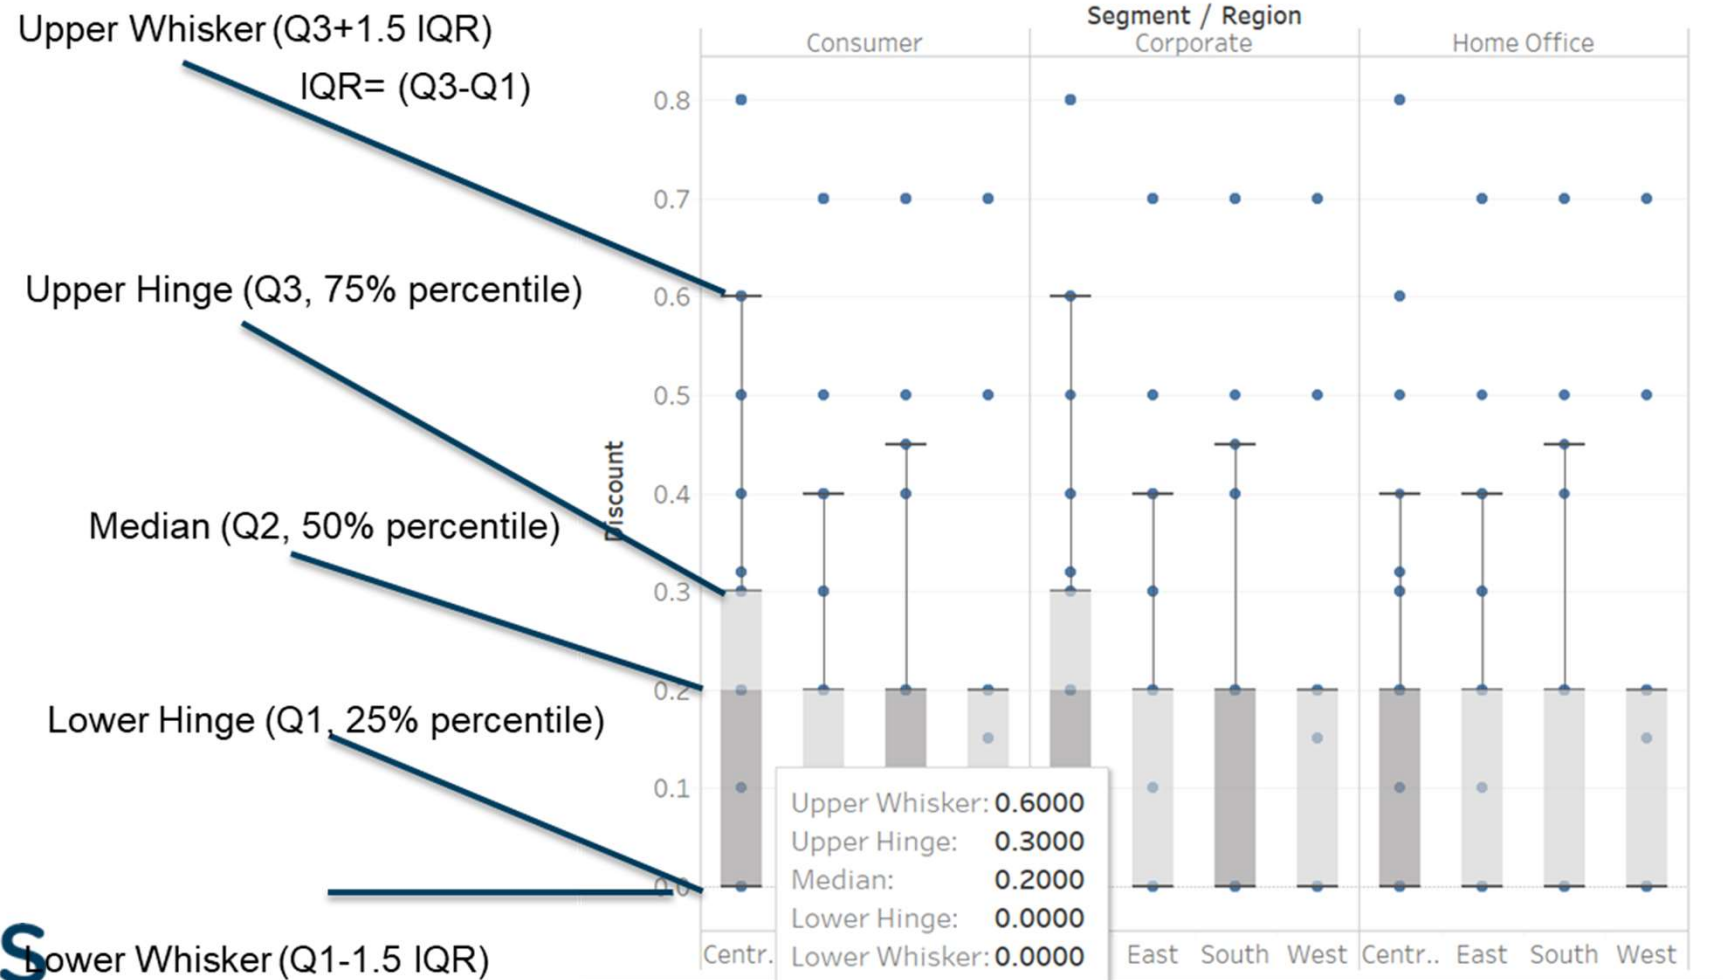 Upper Whisker (Q3+1.5 IQR)
IQR= (Q3-Q1)
Upper Hinge (Q3, 75% percentile)
Median (Q2, 50% percentile)
Lower Hinge (Q1, 25% percentile)
Lower Whisker (Q1-1.5 IQR)
S
Segment / Region
Consumer
Corporate
Home Office
Discount
0.8
0.7
0.6
0.5
0.4
0.3
0.2
0.1
0.0
Upper Whisker: 0.6000
Upper Hinge: 0.3000
Median: 0.2000
Lower Hinge: 0.0000
Lower Whisker: 0.0000
Centr. East South West Centr.. East South West